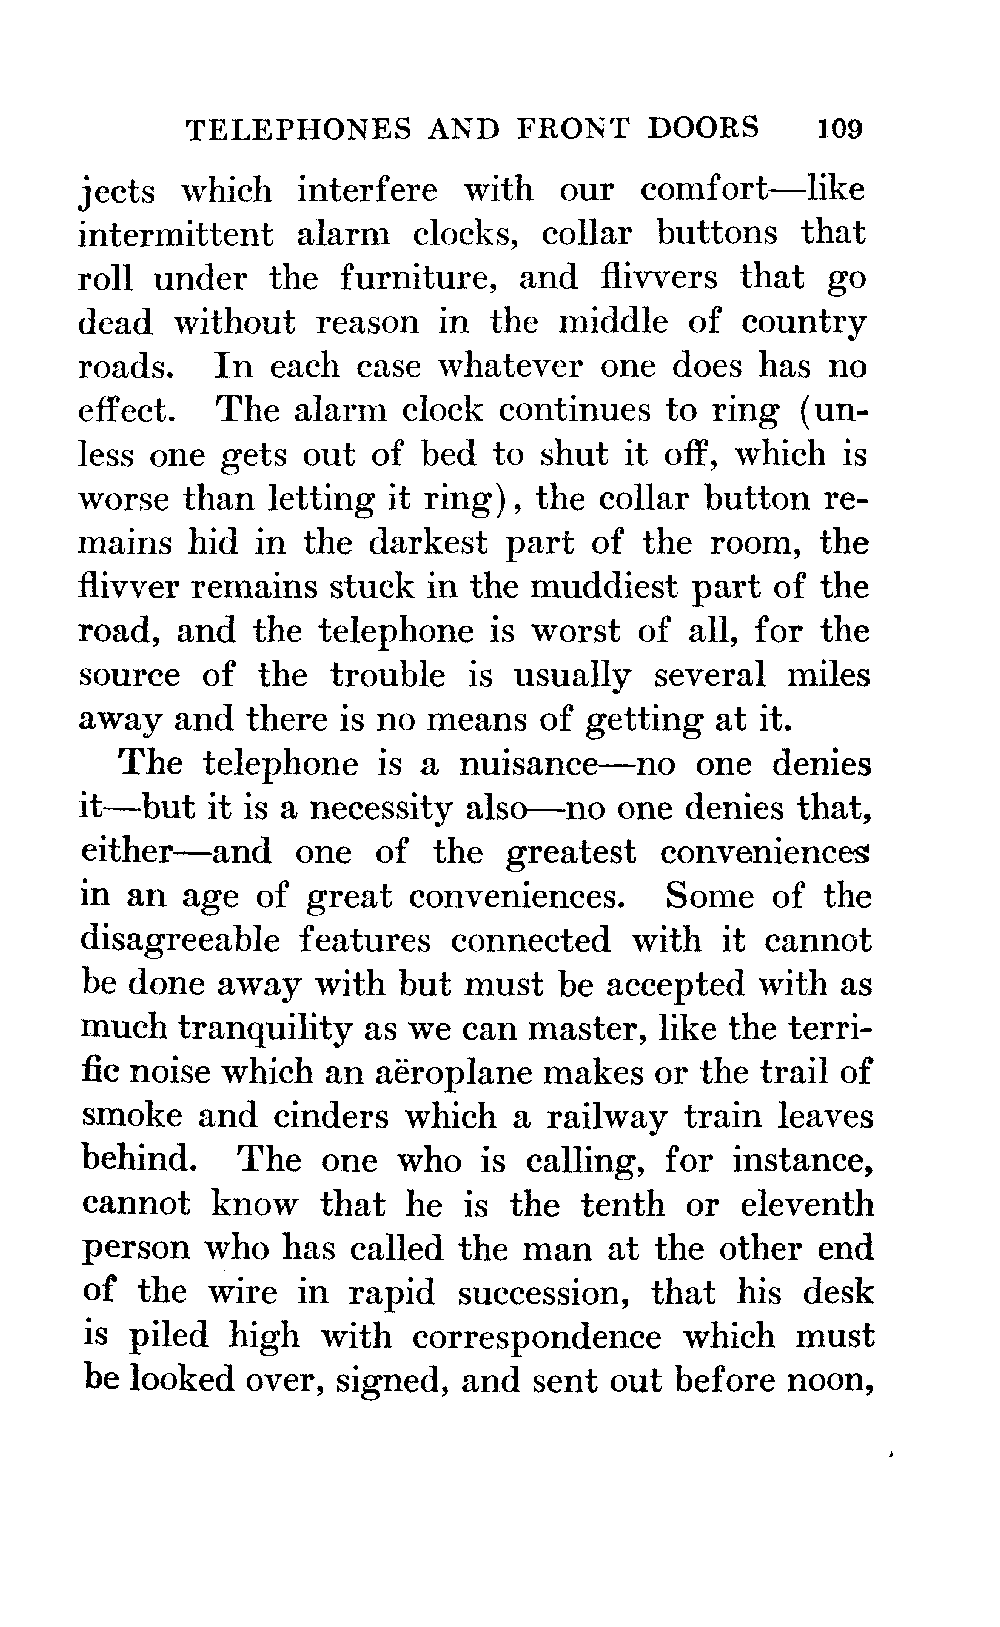 TELEPHONES AND FRONT DOORS 109
jects which interfere with our comfort—like
intermittent alarm clocks, collar buttons that
roll under the furniture, and flivvers that go
dead without reason in the middle of country
roads. In each case whatever one does has no
effect. The alarm clock continues to ring (un-
less one gets out of bed to shut it off, which is
worse than letting it ring), the collar button re-
mains hid in the darkest part of the room, the
flivver remains stuck in the muddiest part of the
road, and the telephone is worst of all, for the
source of the trouble is usually several miles
away and there is no means of getting at it.
The telephone is a nuisance—no one denies
it—but it is a necessity also—no one denies that,
either—and one of the greatest conveniences
in an age of great conveniences. Some of the
disagreeable features connected with it cannot
be done away with but must be accepted with as
much tranquility as we can master, like the terri-
fic noise which an aëroplane makes or the trail of
smoke and cinders which a railway train leaves
behind. The one who is calling, for instance,
cannot know that he is the tenth or eleventh
person who has called the man at the other end
of the wire in rapid succession, that his desk
is piled high with correspondence which must
be looked over, signed, and sent out before noon,